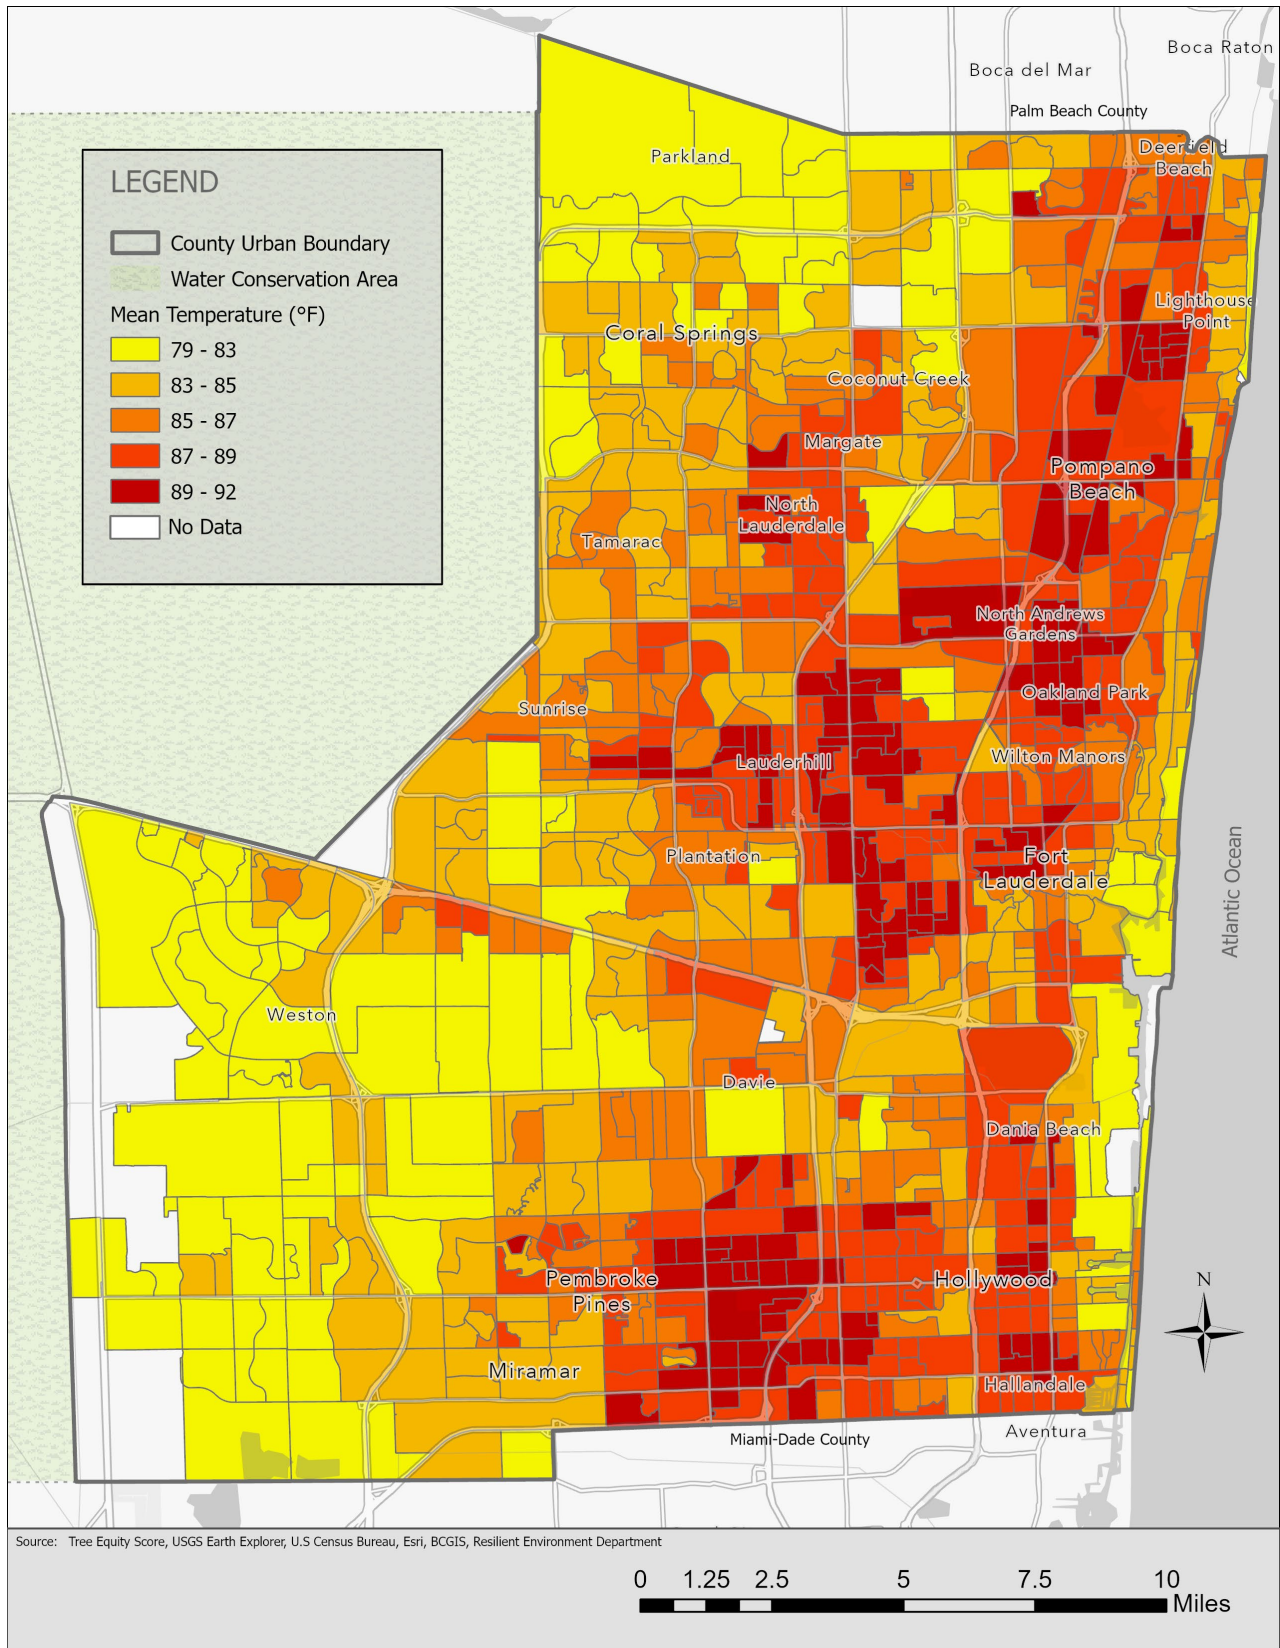 Boca Raton
Boca del Mar
Palm Beach County
Deerfield
Beach
Parkland
LEGEND
County Urban Boundary
Water Conservation Area
Mean Temperature (°F)
79 - 83
83 - 85
85 - 87
87 - 89
89 - 92
No Data
Lighthouse
Point
Coral Springs
Coconut Creek
Margate
Pompano
Beach
North
Lauderdale
Tamarac
North Andrews
Gardens
Oakland Park
Sunrise
Wilton Manors
Lauderhill
Plantation
Fort
Lauderdale
Atlantic Ocean
Weston
Davie
Dania Beach
Pembroke
Pines
Hollywood
N
Miramar
Hallandale
Aventura
Miami-Dade County
Source: Tree Equity Score, USGS Earth Explorer, U.S Census Bureau, Esri, BCGIS, Resilient Environment Department
0 1.25 2.5 5 7.5 10
Miles